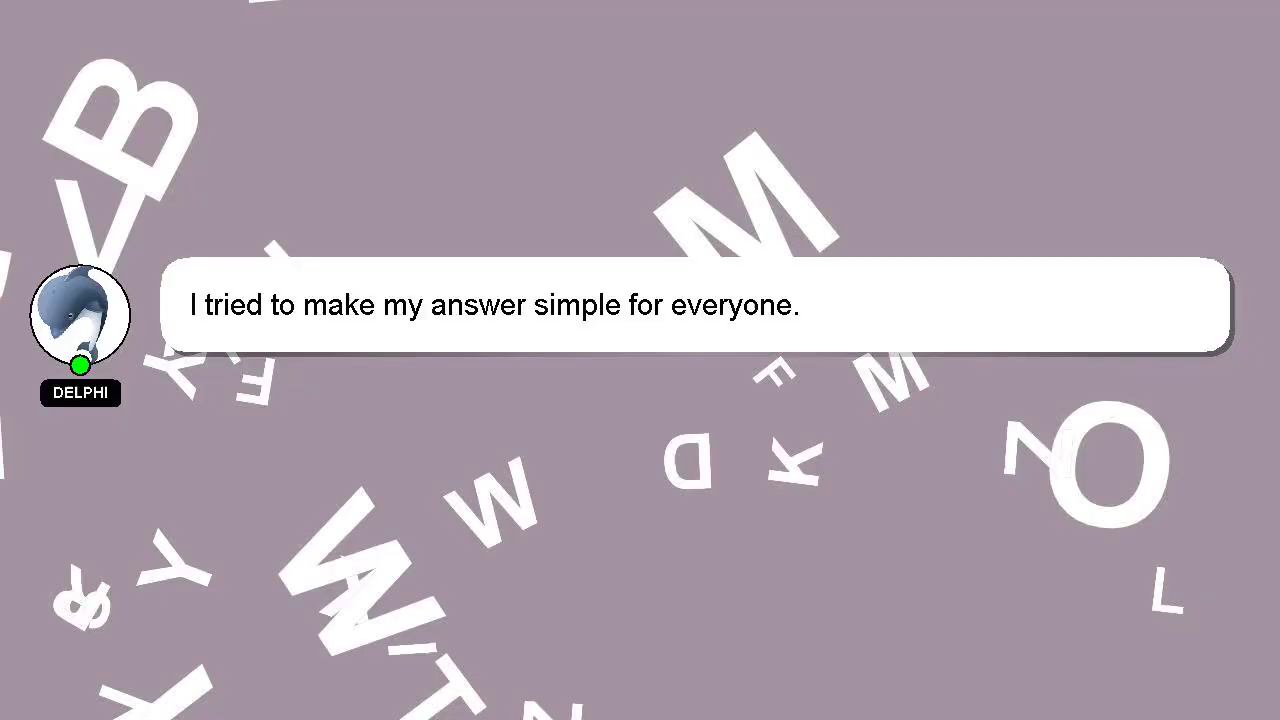 I tried to make my answer simple for everyone.
DELPHI
B
V
M
F
Y
E
F
M
D
K
Z
O
W
Y
R
L
W
A
I
T
Y
Z